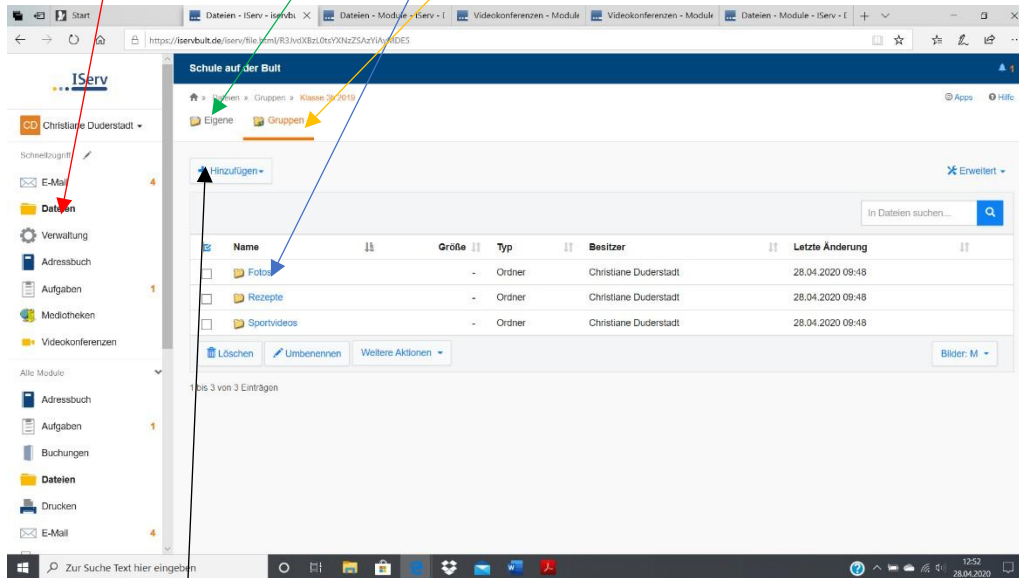 Start
Dateien - IServ - iservbu
Dateien - Module - IServ - [
Videokonferenzen - Module
Videokonferenzen - Module
Dateien - Module - IServ - [
https://iservbult.de/iserv/file.html/
IServ
Schule auf der Bult
1
Dateien » Gruppen » Klasse 3b 2019
Apps
Hilfe
CD Christiane Duderstadt
Eigene
Gruppen
Schnellzugriff
E-Mail 4
Dateien
Verwaltung
Adressbuch
Aufgaben 1
Mediotheken
Videokonferenzen
Alle Module
Adressbuch
Aufgaben 1
Buchungen
Dateien
Drucken
E-Mail 4
Hinzufügen
Erweitert
In Dateien suchen...
Name Größe Typ Besitzer Letzte Änderung
Fotos - Ordner Christiane Duderstadt 28.04.2020 09:48
Rezepte - Ordner Christiane Duderstadt 28.04.2020 09:48
Sportvideos - Ordner Christiane Duderstadt 28.04.2020 09:48
Löschen Umbenennen Weitere Aktionen Bilder: M
1 bis 3 von 3 Einträgen
Zur Suche Text hier eingeben
12:52
28.04.2020